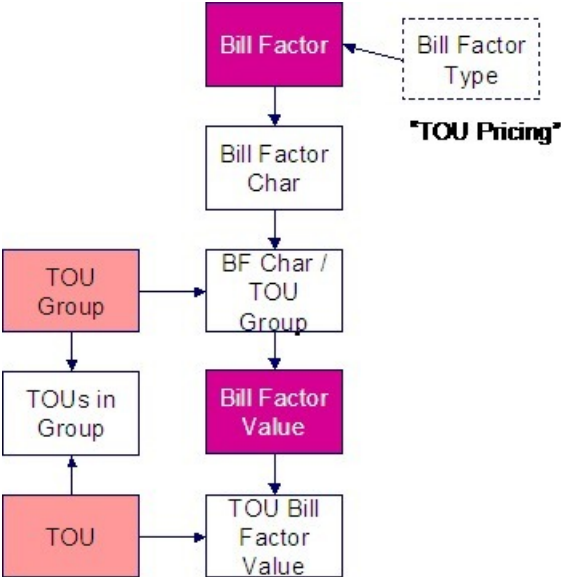 Bill Factor
Bill Factor
Type
"TOU Pricing"
Bill Factor
Char
TOU
Group
BF Char /
TOU
Group
TOUs in
Group
Bill Factor
Value
TOU
TOU Bill
Factor
Value